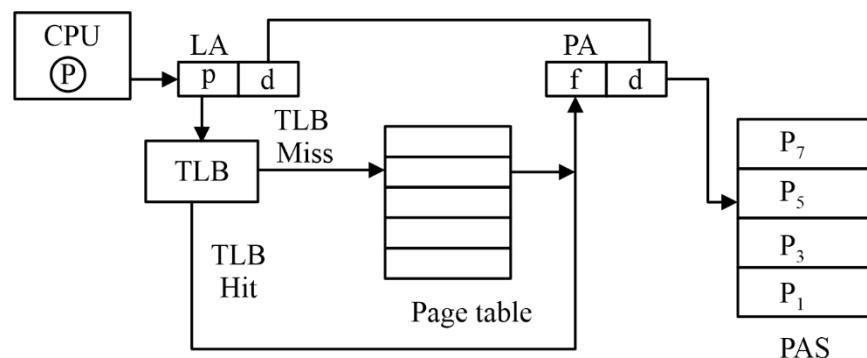 CPU
P
LA
p d
PA
f d
TLB
TLB
Miss
TLB
Hit
Page table
P₇
P₅
P₃
P₁
PAS